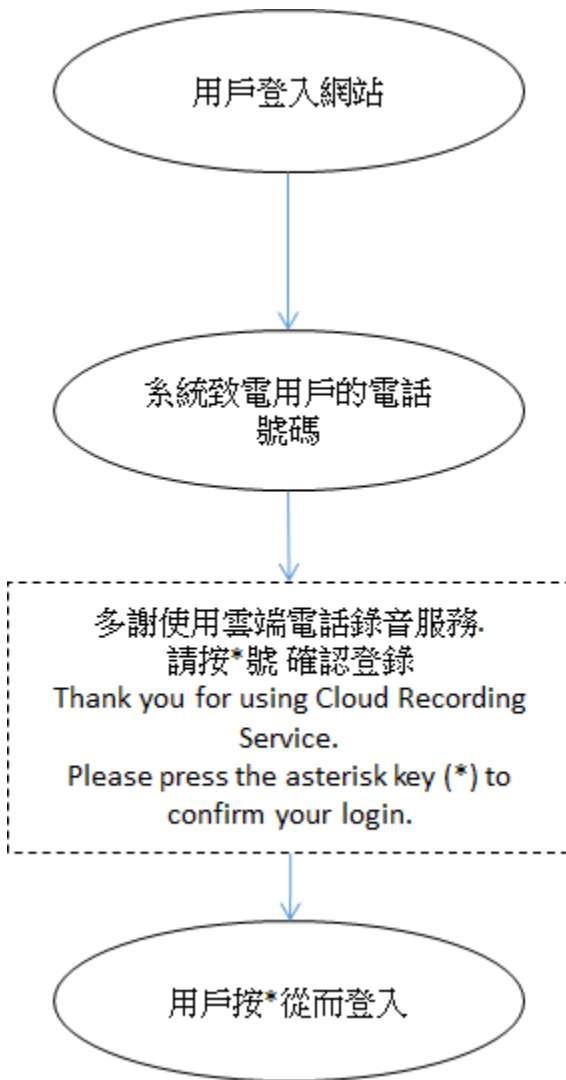 用戶登入網站
系統致電用戶的電話
號碼
多謝使用雲端電話錄音服務.
請按*號 確認登錄
Thank you for using Cloud Recording
Service.
Please press the asterisk key (*) to
confirm your login.
用戶按*從而登入